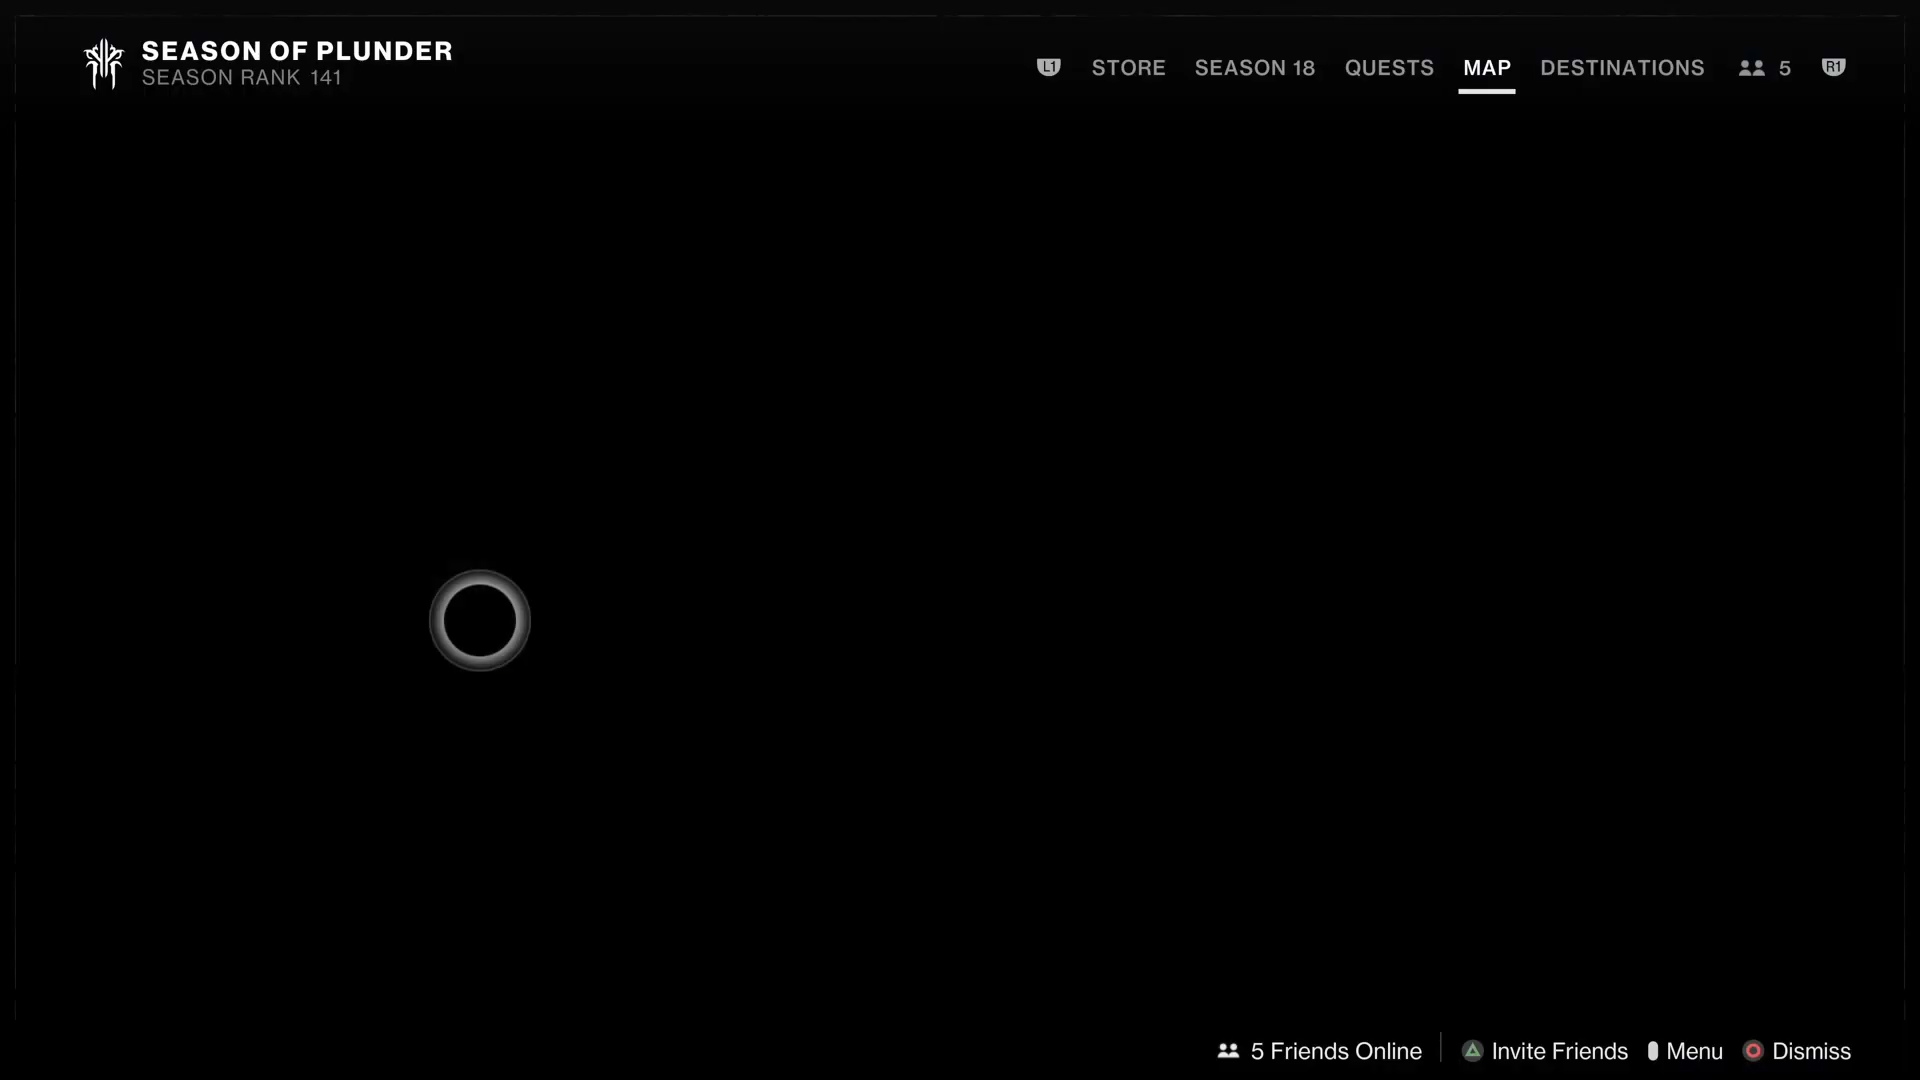 SEASON OF PLUNDER
SEASON RANK 141
L1 STORE SEASON 18 QUESTS MAP DESTINATIONS 5 R1
5 Friends Online Invite Friends Menu Dismiss